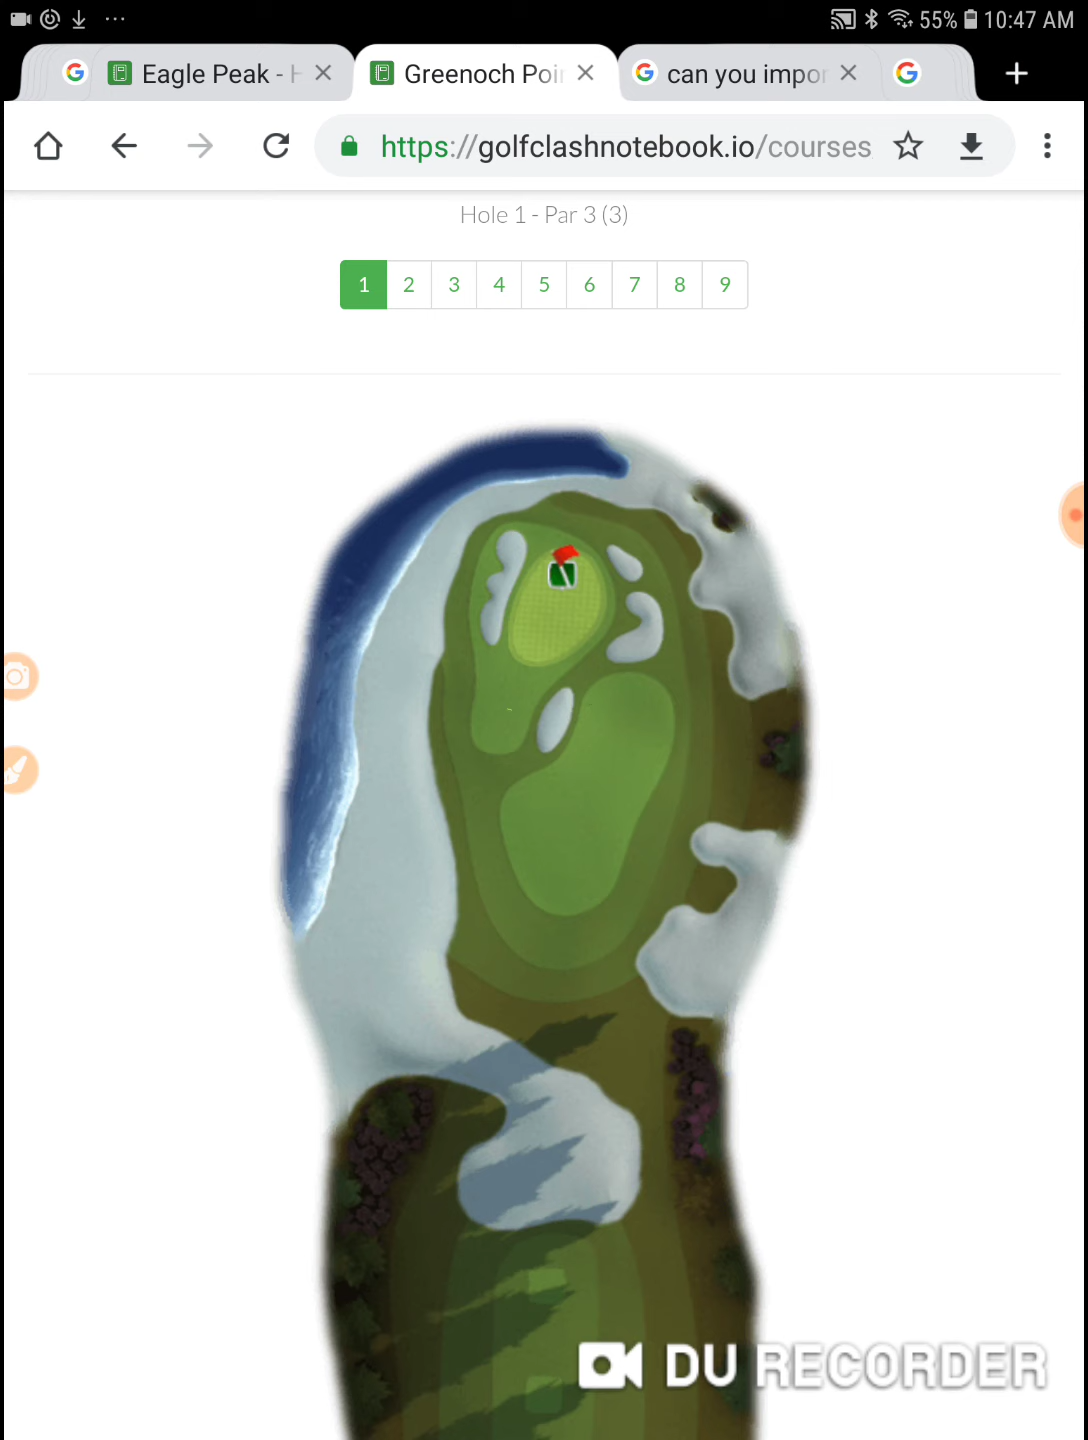 55% 10:47 AM
Eagle Peak - H
Greenoch Poin
can you impor
https://golfclashnotebook.io/courses
Hole 1 - Par 3 (3)
1 2 3 4 5 6 7 8 9
DU RECORDER